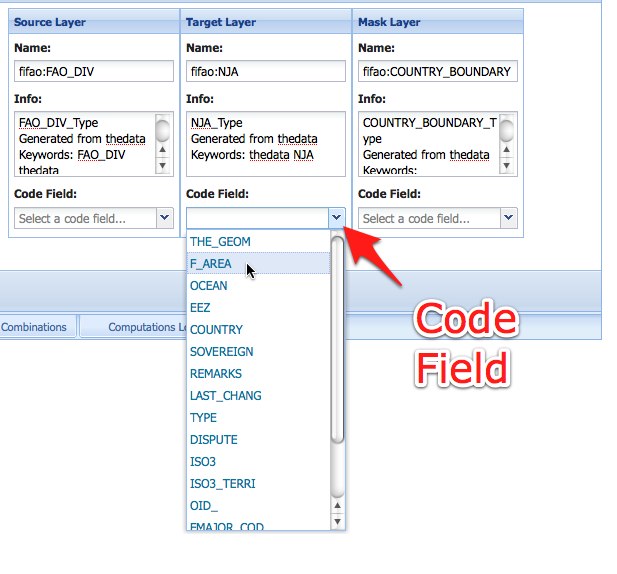 Source Layer
Target Layer
Mask Layer
Name:
Name:
Name:
fifao:FAO_DIV
fifao:NJA
fifao:COUNTRY_BOUNDARY
Info:
Info:
Info:
FAO_DIV_Type
Generated from thedata
Keywords: FAO_DIV
thedata
NJA_Type
Generated from thedata
Keywords: thedata NJA
COUNTRY_BOUNDARY_T
ype
Generated from thedata
Keywords:
Code Field:
Code Field:
Code Field:
Select a code field...
Select a code field...
THE_GEOM
F_AREA
OCEAN
EEZ
COUNTRY
SOVEREIGN
REMARKS
LAST_CHANG
TYPE
DISPUTE
ISO3
ISO3_TERRI
OID_
FMAJOR_COD
Combinations
Computations
Code
Field